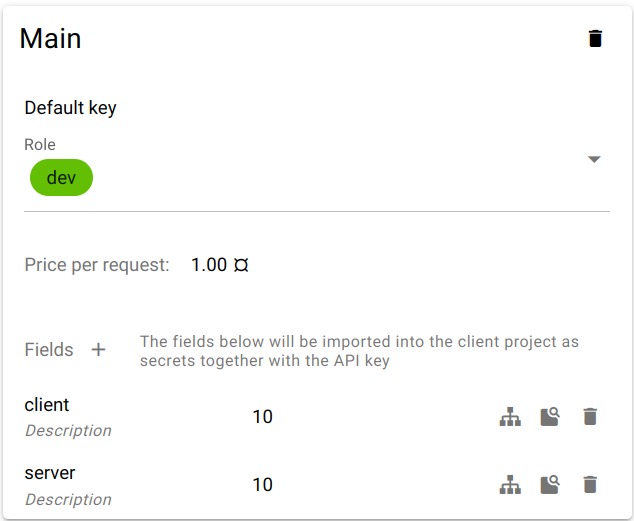 Main
Default key
Role
dev
Price per request: 1.00 ¤
Fields + The fields below will be imported into the client project as
secrets together with the API key
client 10
Description
server 10
Description